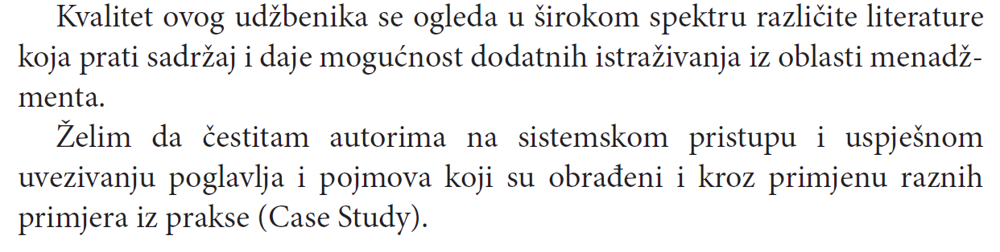 Kvalitet ovog udžbenika se ogleda u širokom spektru različite literature
koja prati sadržaj i daje mogućnost dodatnih istraživanja iz oblasti menadž-
menta.
Želim da čestitam autorima na sistemskom pristupu i uspješnom
uvezivanju poglavlja i pojmova koji su obrađeni i kroz primjenu raznih
primjera iz prakse (Case Study).